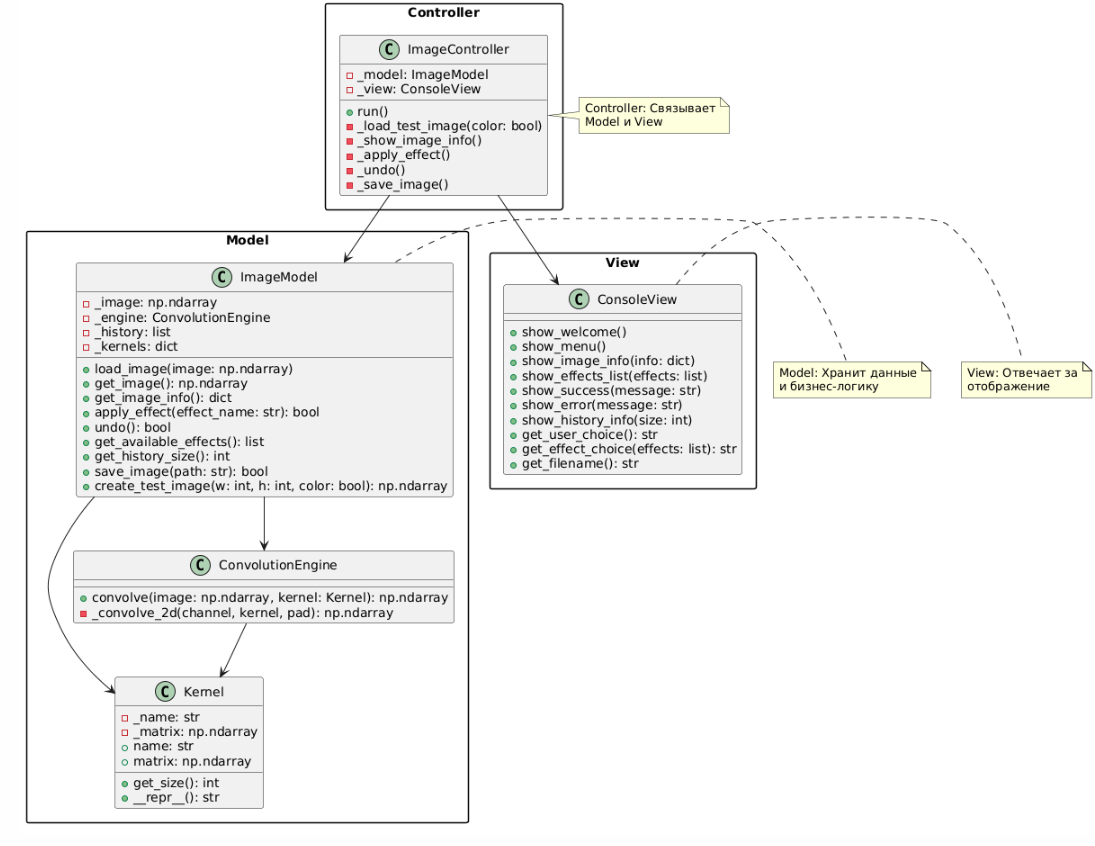 Controller
C ImageController
_model: ImageModel
_view: ConsoleView
run()
_load_test_image(color: bool)
_show_image_info()
_apply_effect()
_undo()
_save_image()
Controller: Связывает
Model и View
Model
C ImageModel
_image: np.ndarray
_engine: ConvolutionEngine
_history: list
_kernels: dict
load_image(image: np.ndarray)
get_image(): np.ndarray
get_image_info(): dict
apply_effect(effect_name: str): bool
undo(): bool
get_available_effects(): list
get_history_size(): int
save_image(path: str): bool
create_test_image(w: int, h: int, color: bool): np.ndarray
View
C ConsoleView
show_welcome()
show_menu()
show_image_info(info: dict)
show_effects_list(effects: list)
show_success(message: str)
show_error(message: str)
show_history_info(size: int)
get_user_choice(): str
get_effect_choice(effects: list): str
get_filename(): str
Model: Хранит данные
и бизнес-логику
View: Отвечает за
отображение
C ConvolutionEngine
convolve(image: np.ndarray, kernel: Kernel): np.ndarray
_convolve_2d(channel, kernel, pad): np.ndarray
C Kernel
_name: str
_matrix: np.ndarray
name: str
matrix: np.ndarray
get_size(): int
__repr__(): str